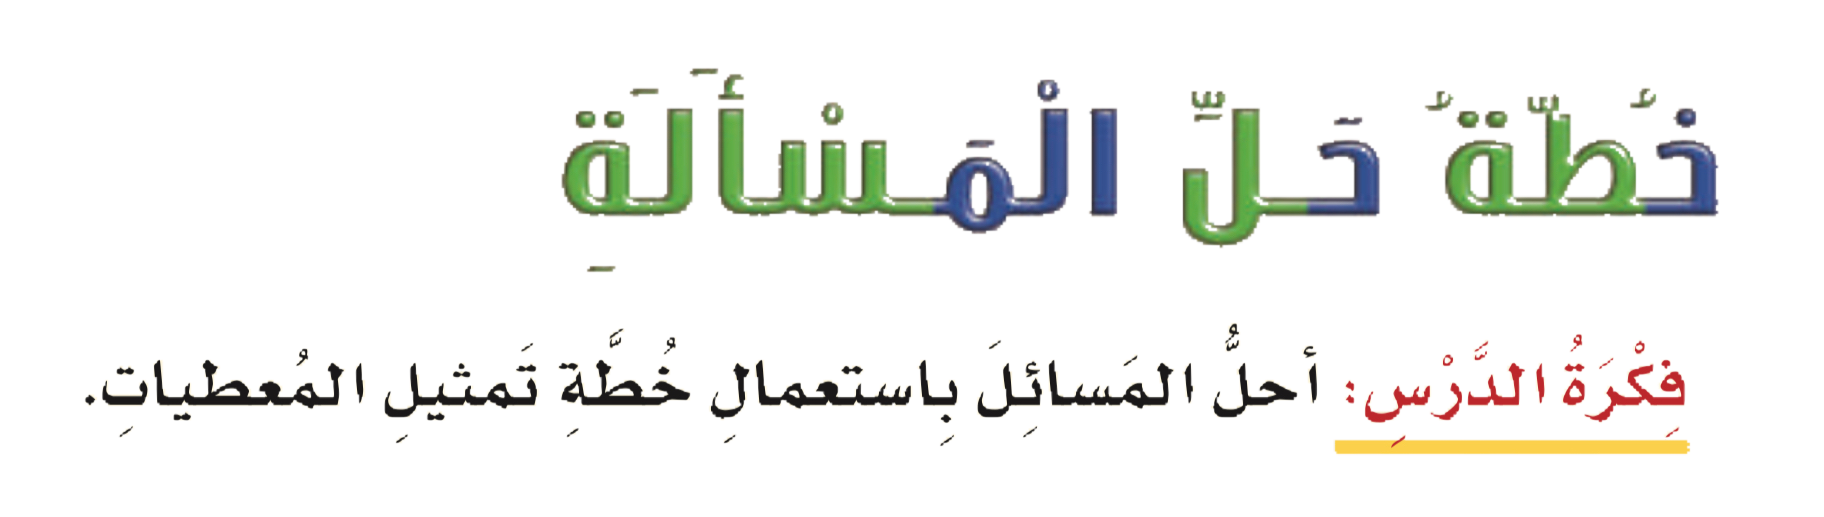 خُطّةُ حَلِّ الْمَسْأَلَةِ
فِكْرَةُ الدَّرْسِ: أحلُّ المَسائِلَ بِاستعمالِ خُطَّةِ تَمثيلِ المُعطياتِ.